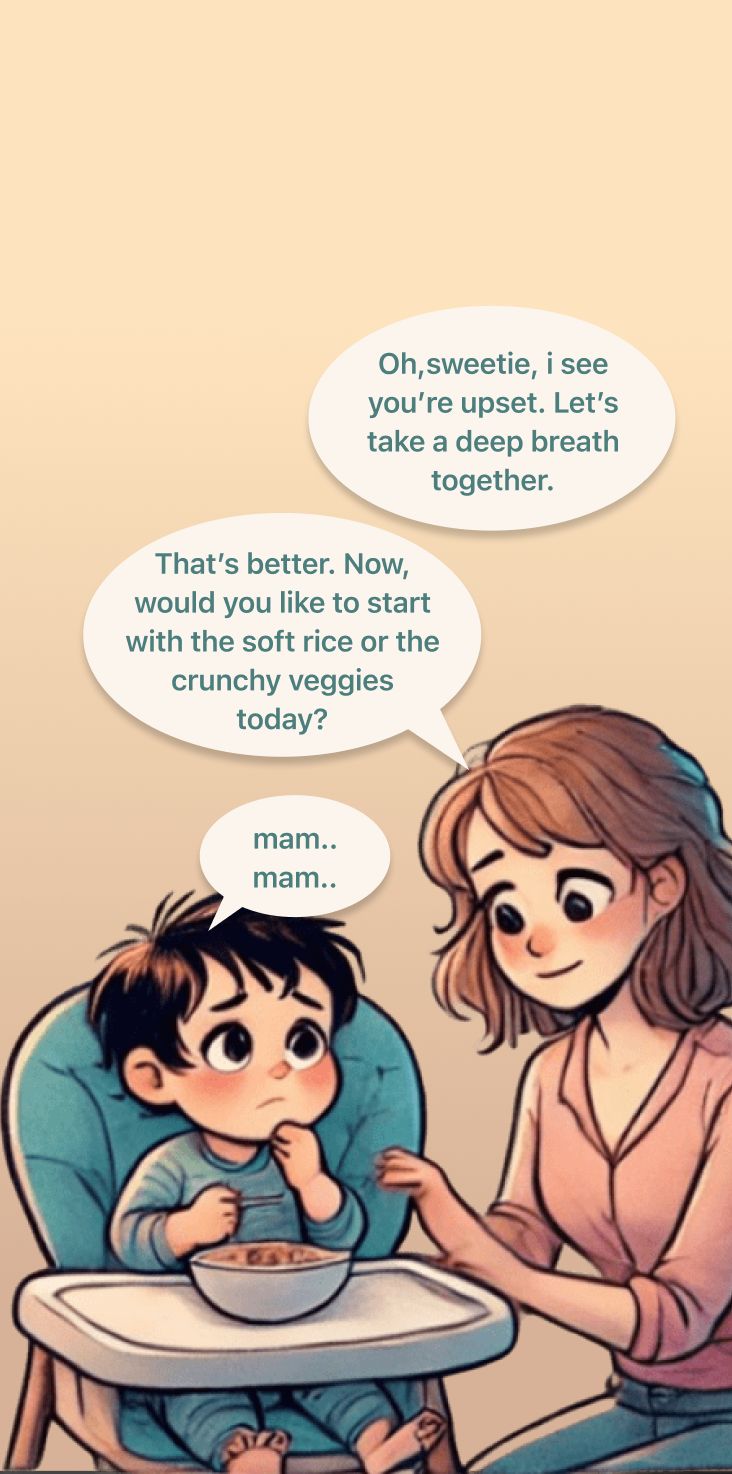 Oh,sweetie, i see
you’re upset. Let’s
take a deep breath
together.
That’s better. Now,
would you like to start
with the soft rice or the
crunchy veggies
today?
mam..
mam..